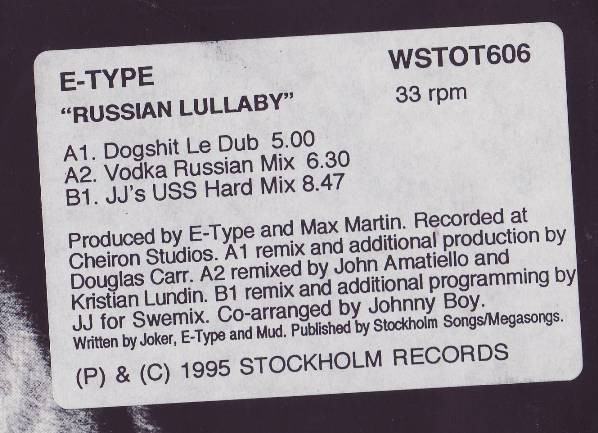 E-TYPE WSTOT606
"RUSSIAN LULLABY" 33 rpm
A1. Dogshit Le Dub 5.00
A2. Vodka Russian Mix 6.30
B1. JJ's USS Hard Mix 8.47
Produced by E-Type and Max Martin. Recorded at
Cheiron Studios. A1 remix and additional production by
Douglas Carr. A2 remixed by John Amatiello and
Kristian Lundin. B1 remix and additional programming by
JJ for Swemix. Co-arranged by Johnny Boy.
Written by Joker, E-Type and Mud. Published by Stockholm Songs/Megasongs.
(P) & (C) 1995 STOCKHOLM RECORDS